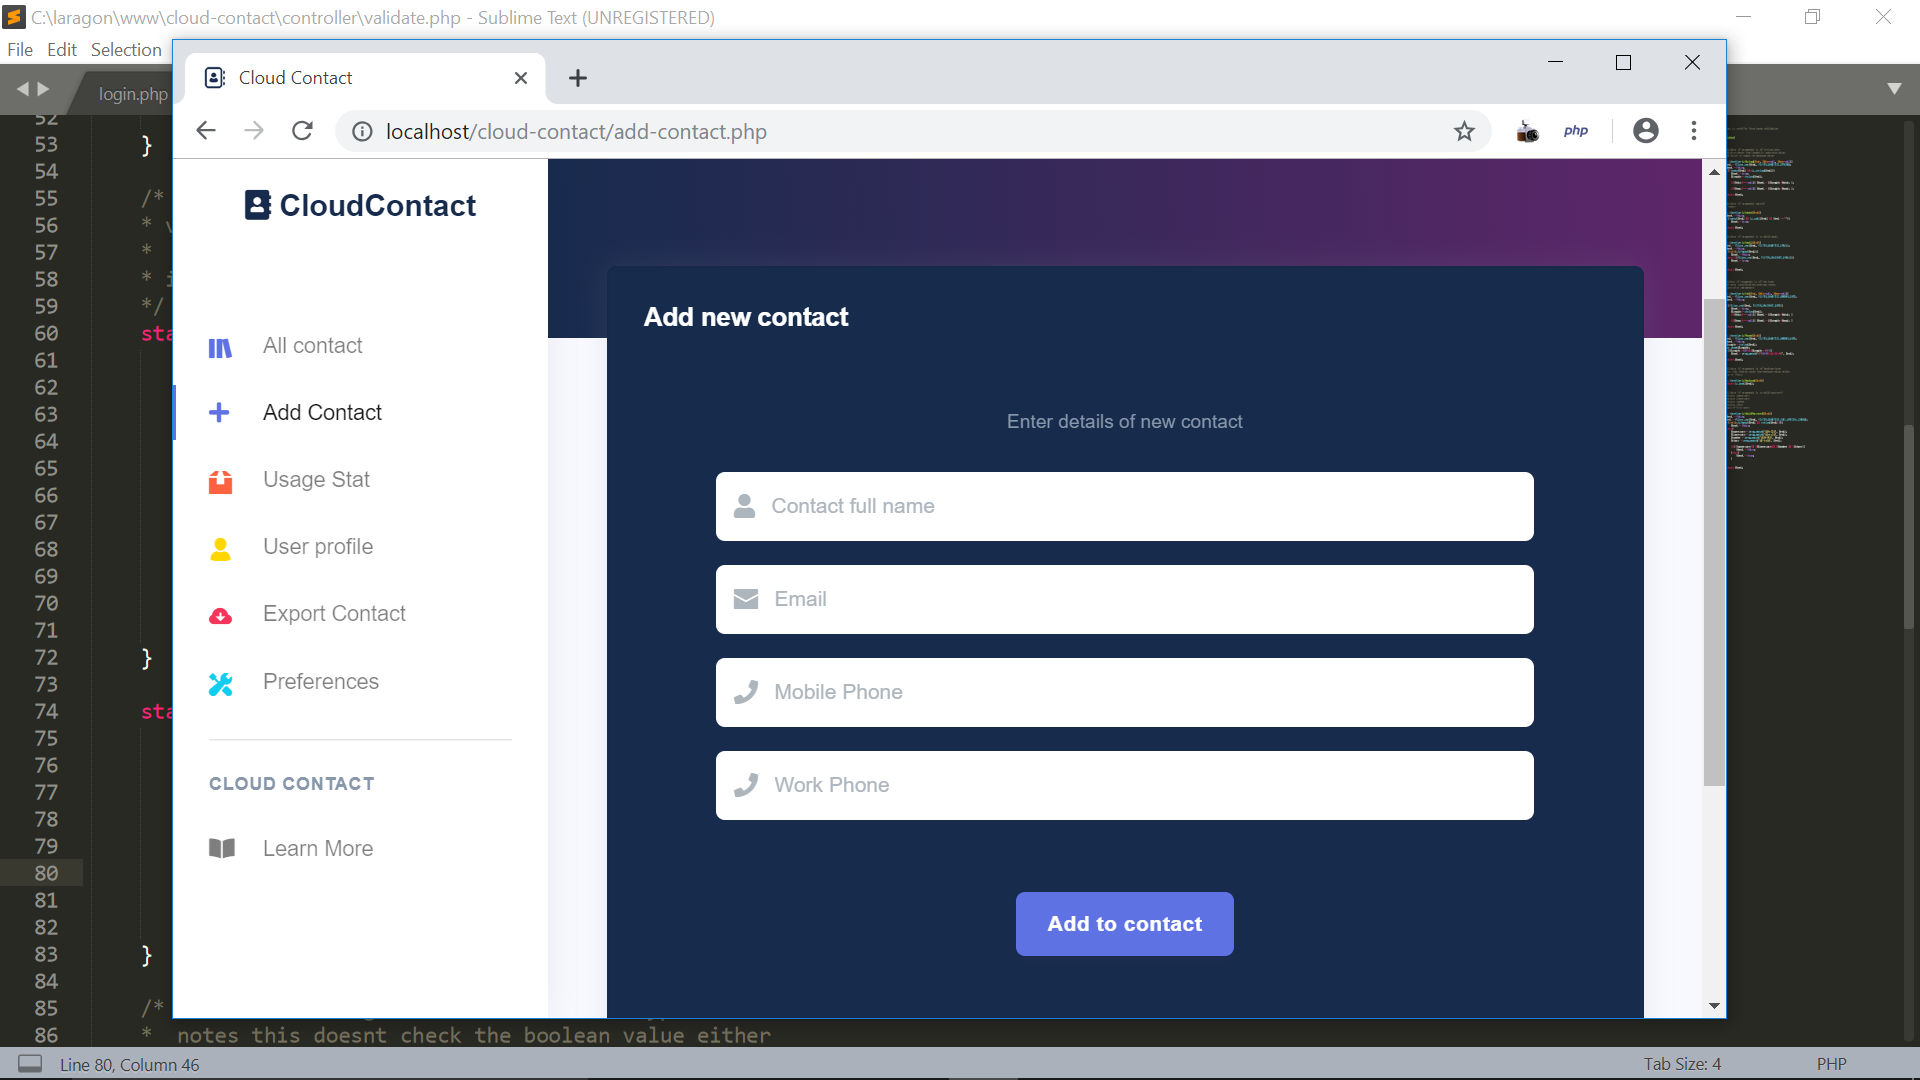 C:\laragon\www\cloud-contact\controller\validate.php - Sublime Text (UNREGISTERED)
File Edit Selection
login.php
Cloud Contact
localhost/cloud-contact/add-contact.php
php
CloudContact
All contact
Add Contact
Usage Stat
User profile
Export Contact
Preferences
CLOUD CONTACT
Learn More
Add new contact
Enter details of new contact
Contact full name
Email
Mobile Phone
Work Phone
Add to contact
52
53 }
54
55 /*
56 *
57 *
58 *
59 */
60 sta
61
62
63
64
65
66
67
68
69
70
71
72 }
73
74 sta
75
76
77
78
79
80
81
82
83 }
84
85 /*
86 * notes this doesnt check the boolean value either
Line 80, Column 46
Tab Size: 4
PHP